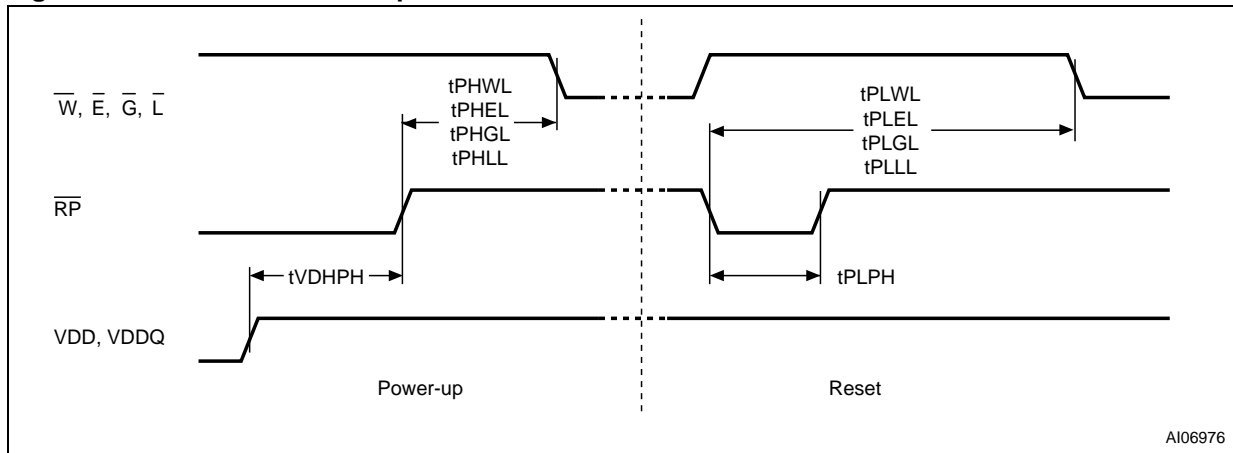 W, E, G, L
tPHWL
tPHEL
tPHGL
tPHLL
tPLWL
tPLEL
tPLGL
tPLLL
RP
tVDHPH
tPLPH
VDD, VDDQ
Power-up
Reset
AI06976